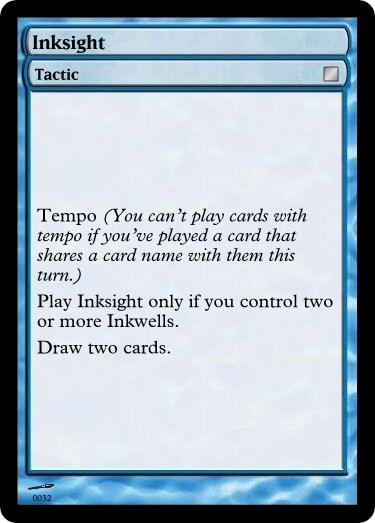 Inksight
Tactic
Tempo (You can't play cards with
tempo if you've played a card that
shares a card name with them this
turn.)
Play Inksight only if you control two
or more Inkwells.
Draw two cards.
0032